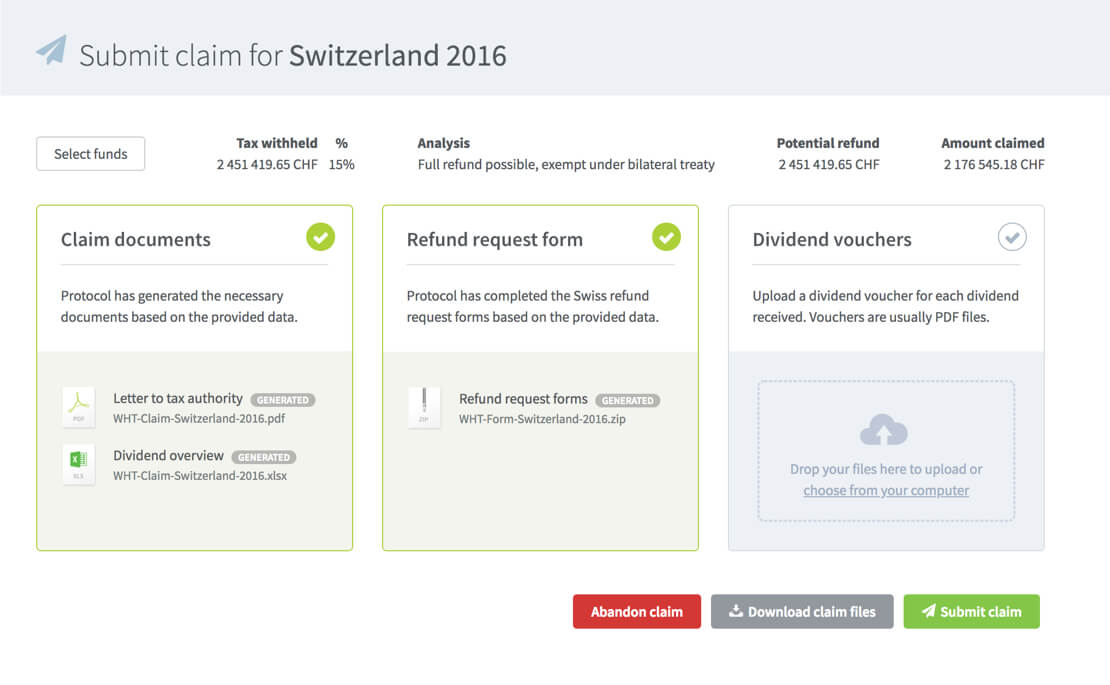 Submit claim for Switzerland 2016
Select funds
Tax withheld %
2 451 419.65 CHF 15%
Analysis
Full refund possible, exempt under bilateral treaty
Potential refund
2 451 419.65 CHF
Amount claimed
2 176 545.18 CHF
Claim documents
Protocol has generated the necessary
documents based on the provided data.
PDF
Letter to tax authority GENERATED
WHT-Claim-Switzerland-2016.pdf
XLS
Dividend overview GENERATED
WHT-Claim-Switzerland-2016.xlsx
Refund request form
Protocol has completed the Swiss refund
request forms based on the provided data.
ZIP
Refund request forms GENERATED
WHT-Form-Switzerland-2016.zip
Dividend vouchers
Upload a dividend voucher for each dividend
received. Vouchers are usually PDF files.
Drop your files here to upload or
choose from your computer
Abandon claim
Download claim files
Submit claim